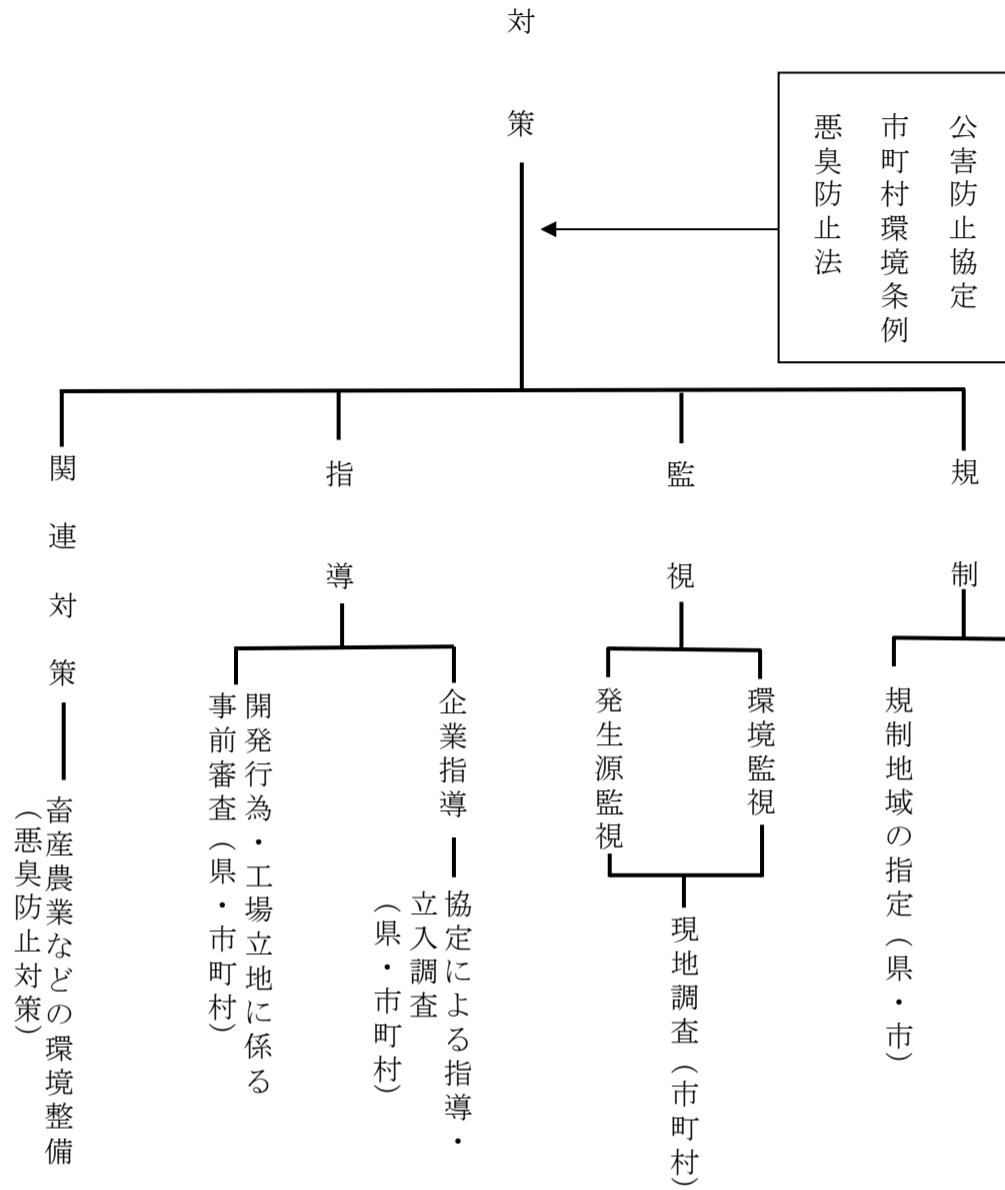 対策
公害防止協定
市町村環境条例
悪臭防止法
規制
規制地域の指定（県・市）
監視
環境監視
発生源監視
現地調査（市町村）
指導
企業指導
協定による指導・
立入調査
（県・市町村）
開発行為・工場立地に係る
事前審査（県・市町村）
関連対策
畜産農業などの環境整備
（悪臭防止対策）